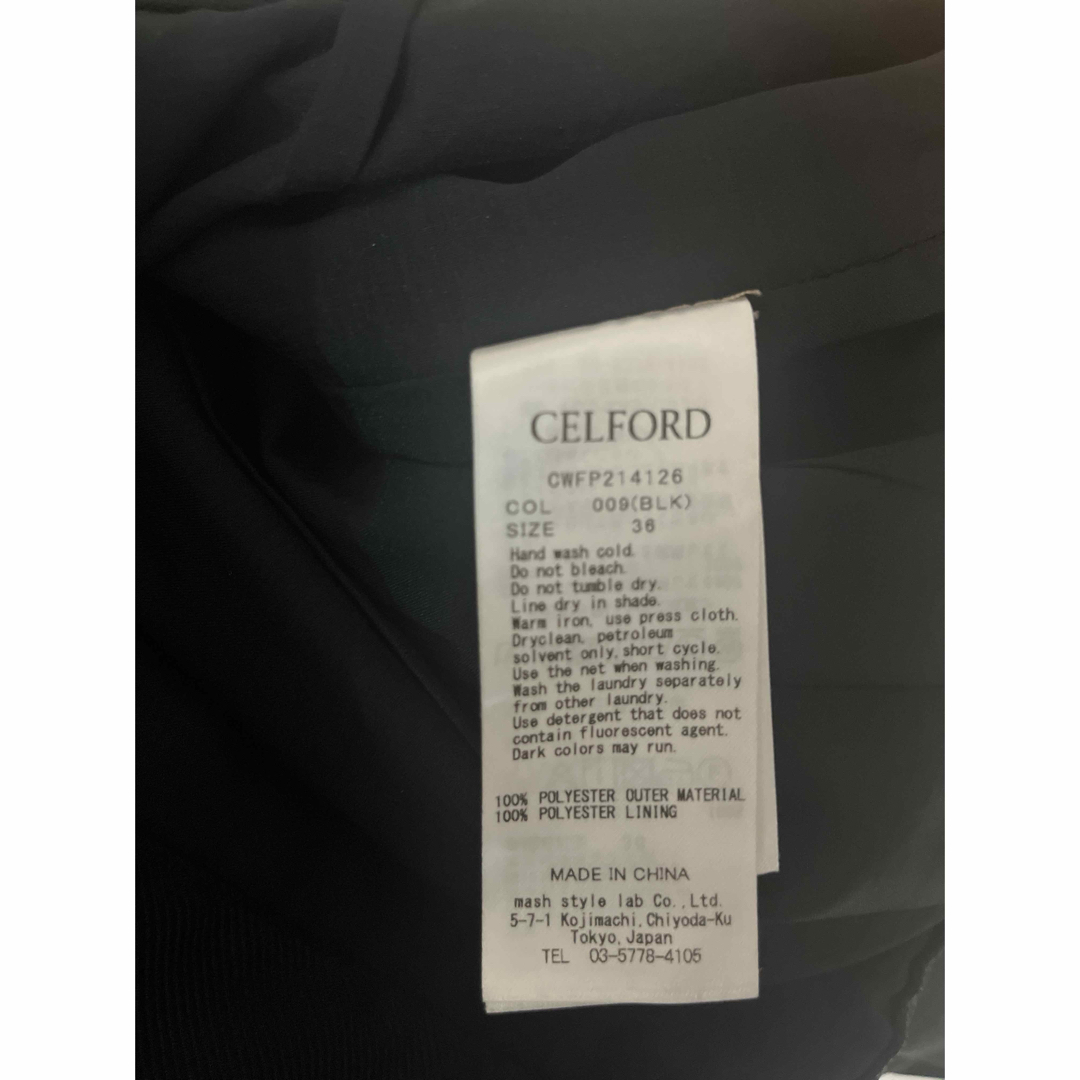 CELFORD
CWFP214126
COL 009(BLK)
SIZE 36
Hand wash cold.
Do not bleach.
Do not tumble dry.
Line dry in shade.
Warm iron, use press cloth.
Dryclean, petroleum
solvent only, short cycle.
Use the net when washing.
Wash the laundry separately
from other laundry.
Use detergent that does not
contain fluorescent agent.
Dark colors may run.
100% POLYESTER OUTER MATERIAL
100% POLYESTER LINING
MADE IN CHINA
mash style lab Co.,Ltd.
5-7-1 Kojimachi,Chiyoda-Ku
Tokyo,Japan
TEL 03-5778-4105